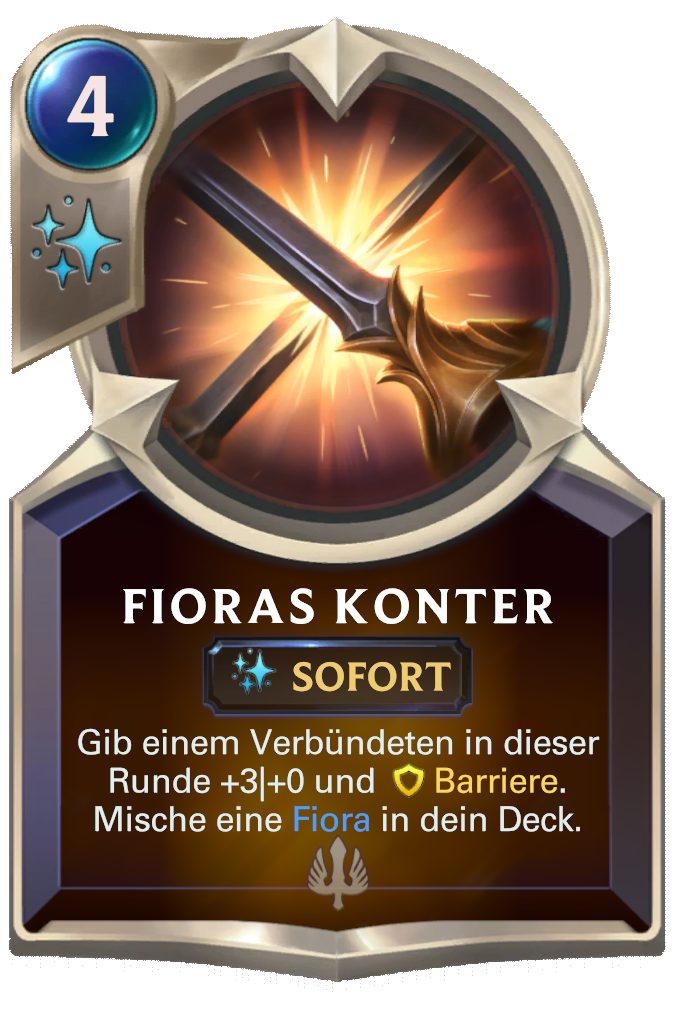 4
FIORAS KONTER
SOFORT
Gib einem Verbündeten in dieser
Runde +3|+0 und Barriere.
Mische eine Fiora in dein Deck.